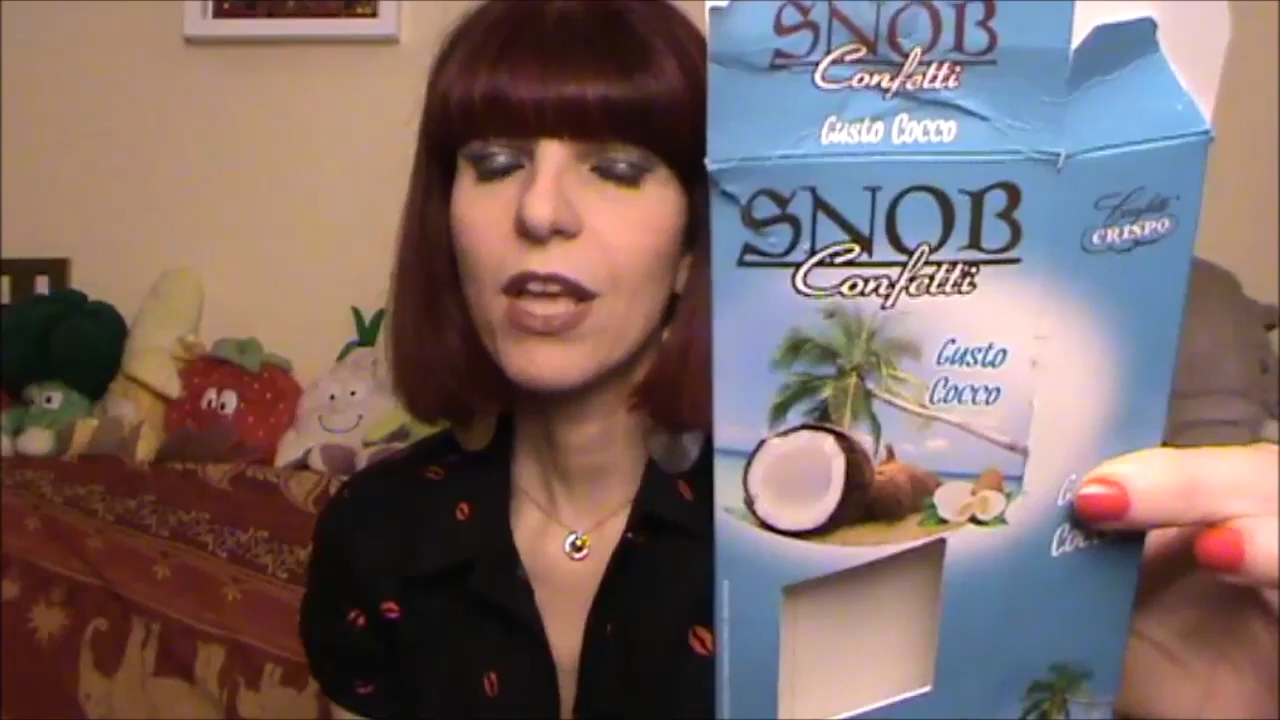 SNOB
Confetti
Gusto Cocco
SNOB
Confetti
Confetti
CRISPO
Gusto
Cocco